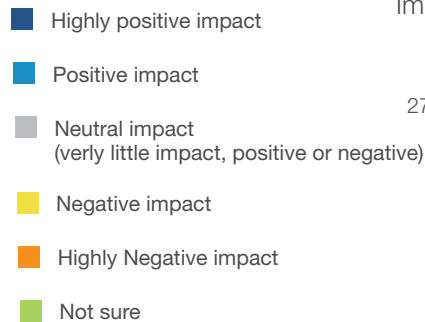 Im
Highly positive impact
Positive impact
27
Neutral impact
(verly little impact, positive or negative)
Negative impact
Highly Negative impact
Not sure